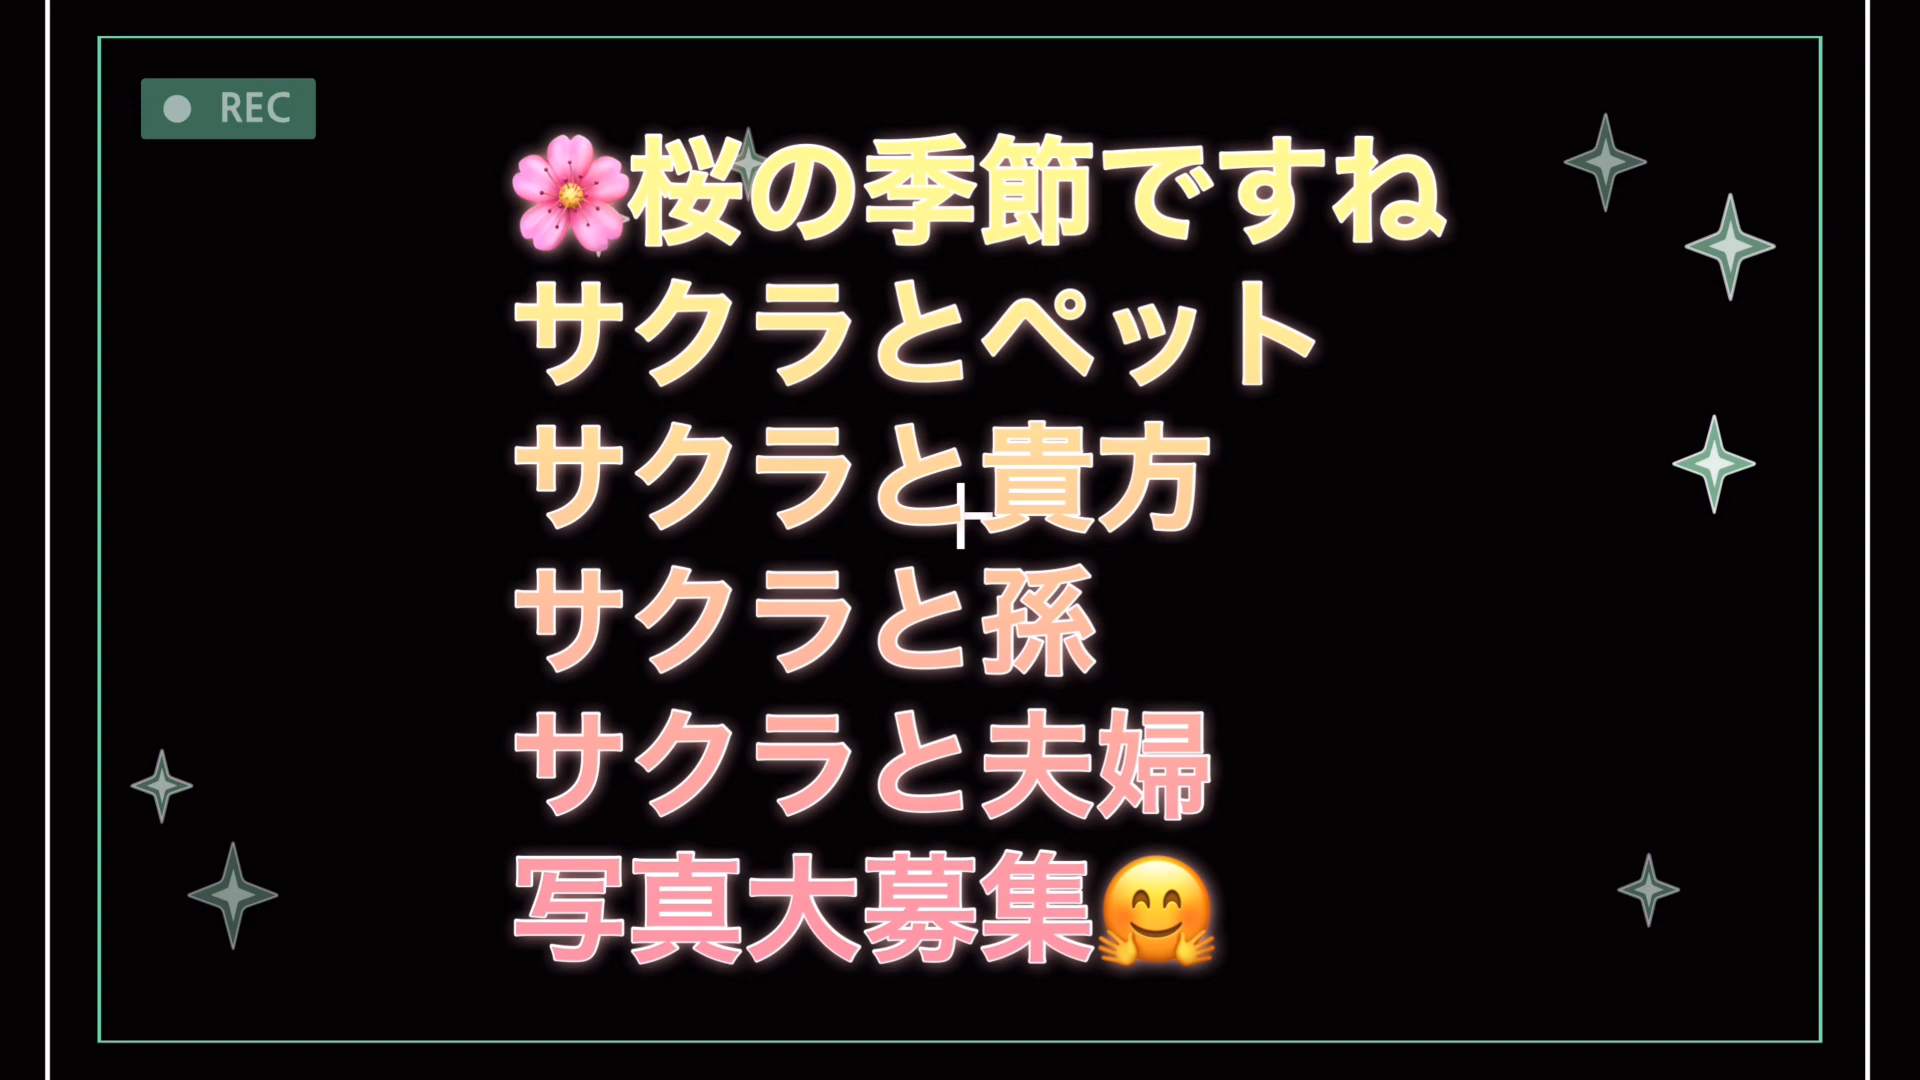 REC
🌸桜の季節ですね
サクラとペット
サクラと貴方
サクラと孫
サクラと夫婦
写真大募集🤗